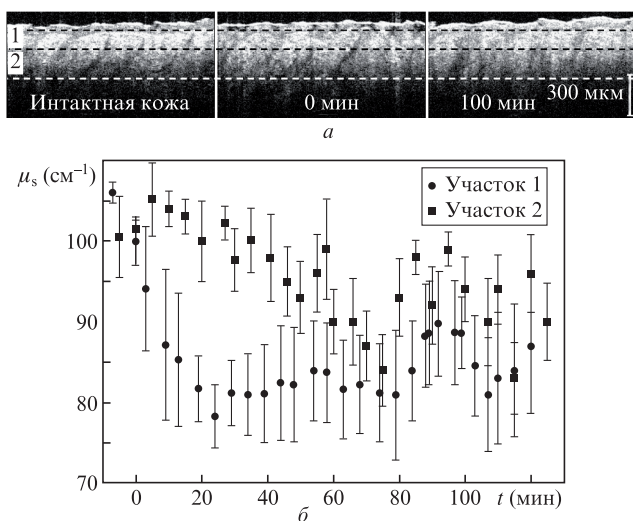 1
2
Интактная кожа
0 мин
100 мин
300 мкм
а
μs (см–1)
Участок 1
Участок 2
100
90
80
70
0
20
40
60
80
100
t (мин)
б